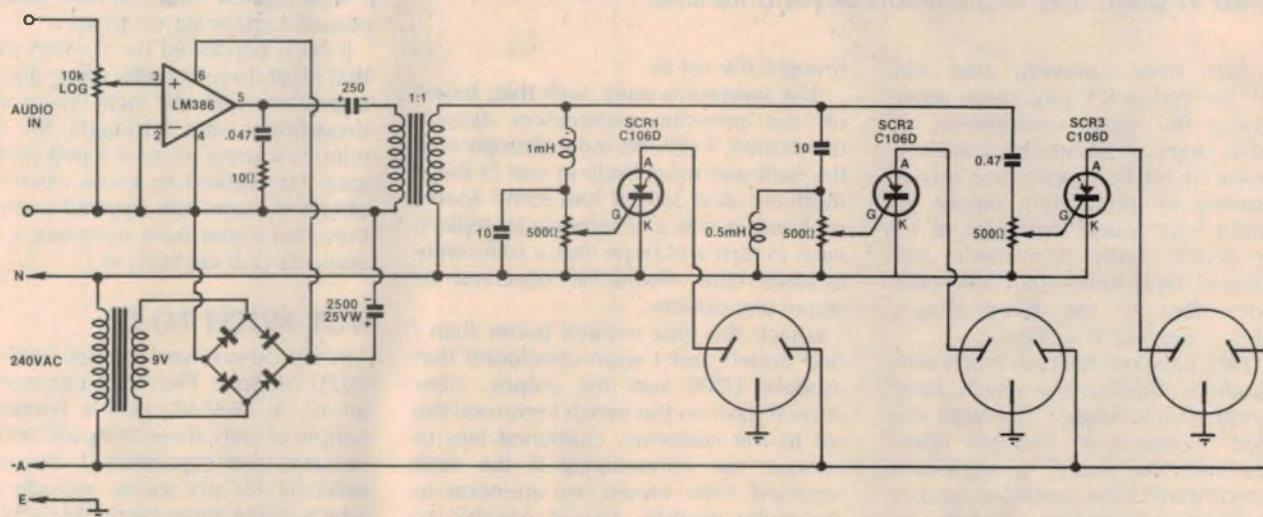 10k
LOG
AUDIO
IN
3
6
+
LM386
5
−
2
4
.047
10Ω
250
+
−
1:1
1mH
10
500Ω
SCR1
C106D
A
G
K
10
0.5mH
500Ω
SCR2
C106D
A
G
K
0.47
500Ω
SCR3
C106D
A
G
K
N
240VAC
9V
2500
25VW
−
+
A
E